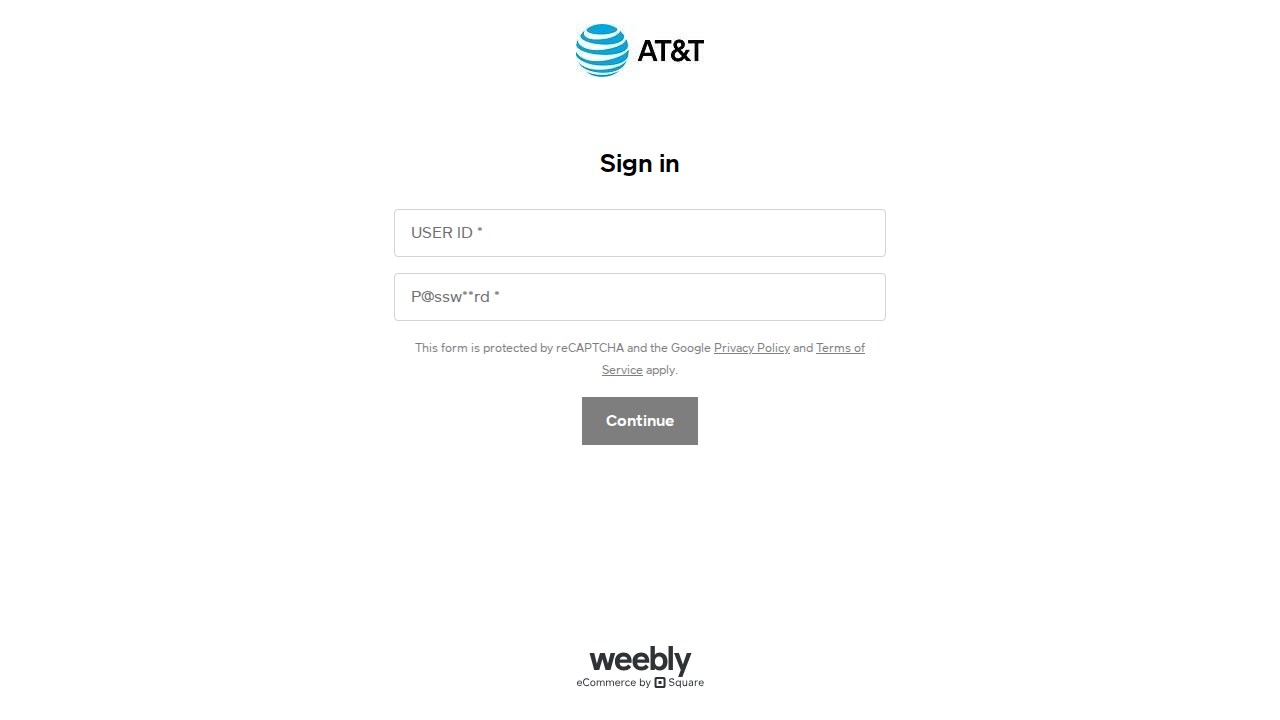 AT&T
Sign in
USER ID *
P@ssw**rd *
This form is protected by reCAPTCHA and the Google Privacy Policy and Terms of
Service apply.
Continue
weebly
eCommerce by Square